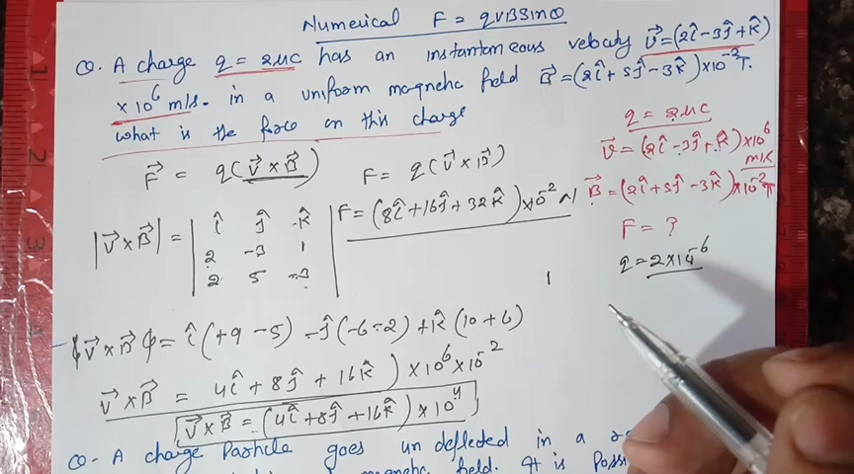 Numerical F = qVBSinθ
Q. A charge q = 2μc has an instantaneous velocity V⃗=(2î-3ĵ+k̂)
×10⁶ m/s. in a uniform magnetic field B⃗=(2î+5ĵ-3k̂)×10⁻²T.
what is the force on this charge
F⃗ = q(V⃗×B⃗) F = q(V⃗×B⃗)
|V⃗×B⃗| = | î ĵ k̂ |
2 -3 1
2 5 -3
F=(8î+16ĵ+32k̂)×10⁻² N
q = 2μc
V⃗=(2î-3ĵ+k̂)×10⁶
m/s
B⃗=(2î+5ĵ-3k̂)×10⁻²T
F = ?
q=2×10⁻⁶
V⃗×B⃗ = î(+9-5) -ĵ(-6-2) +k̂(10+6)
V⃗×B⃗ = 4î+8ĵ+16k̂)×10⁶×10⁻²
V⃗×B⃗ = (4î+8ĵ+16k̂)×10⁴
Q- A charge Particle goes undeflected in a
magnetic field. It is Possi